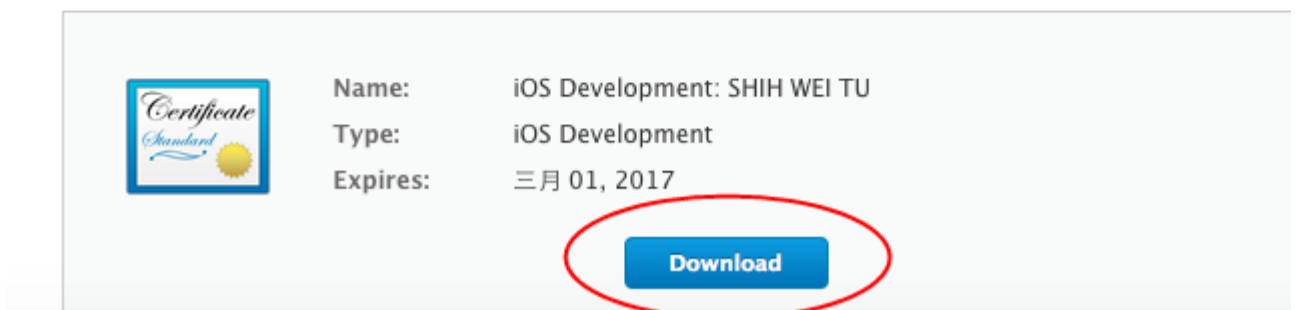 Certificate
Standard
Name: iOS Development: SHIH WEI TU
Type: iOS Development
Expires: 三月 01, 2017
Download